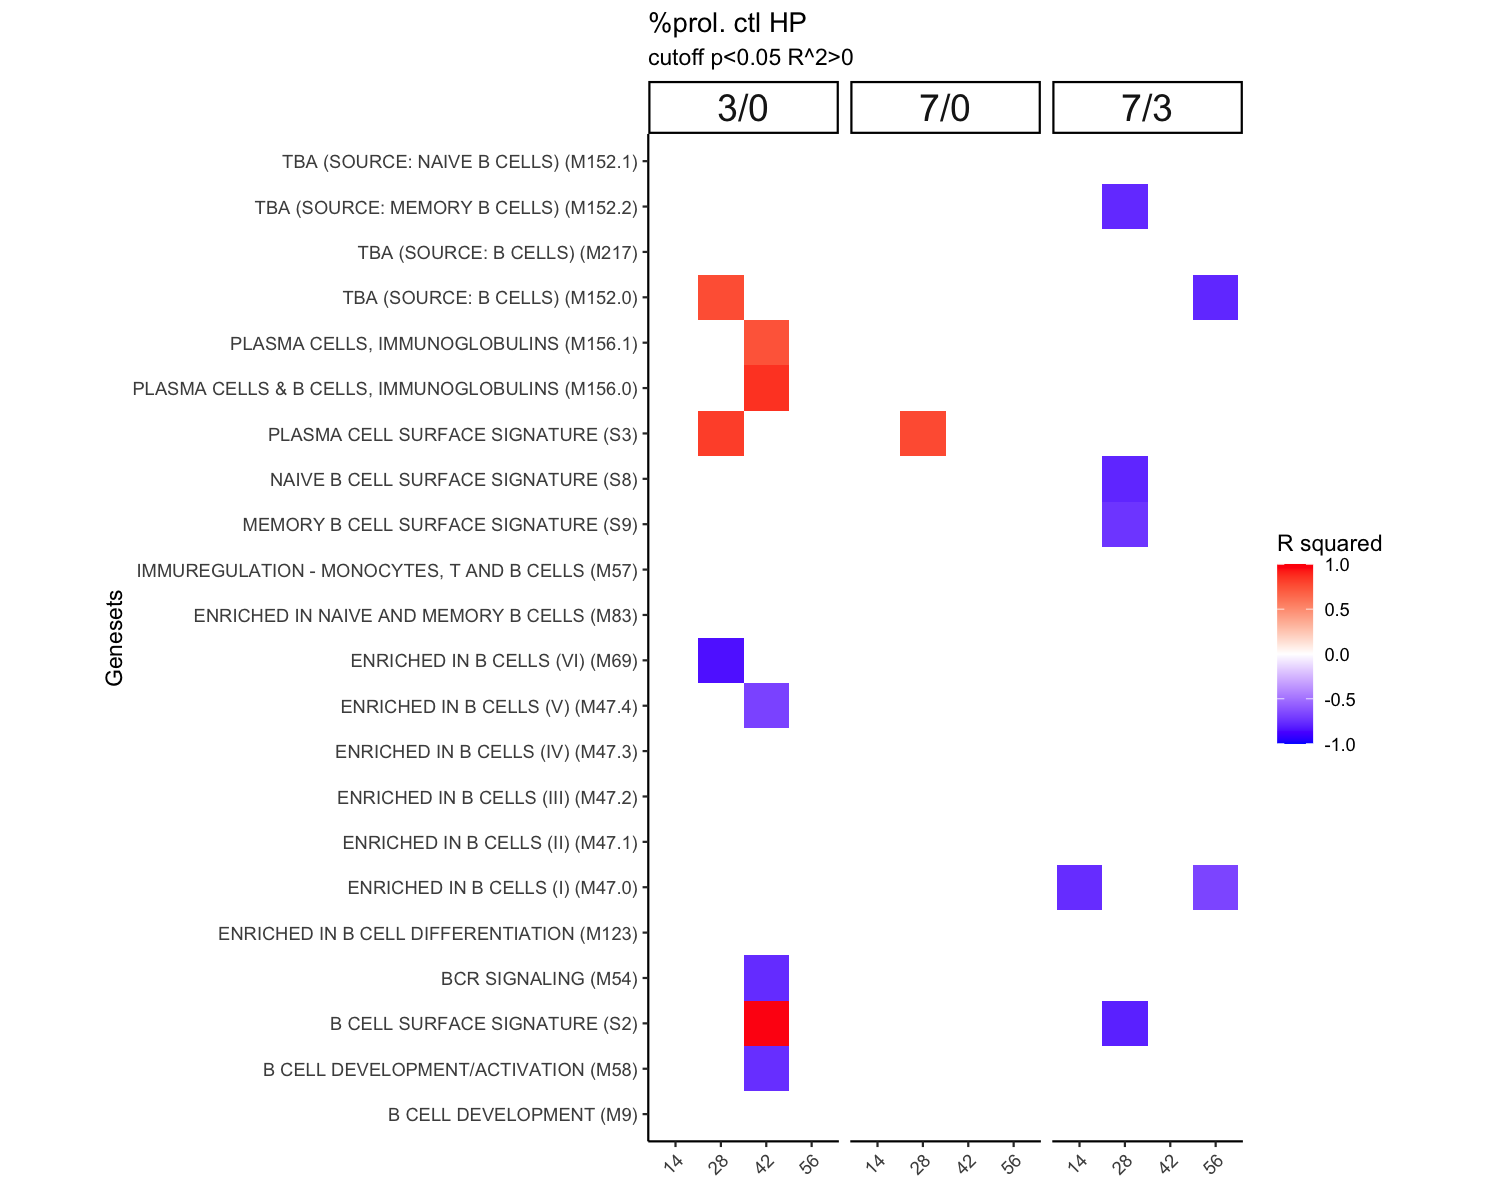 %prol. ctl HP
cutoff p<0.05 R^2>0
3/0 7/0 7/3
TBA (SOURCE: NAIVE B CELLS) (M152.1)
TBA (SOURCE: MEMORY B CELLS) (M152.2)
TBA (SOURCE: B CELLS) (M217)
TBA (SOURCE: B CELLS) (M152.0)
PLASMA CELLS, IMMUNOGLOBULINS (M156.1)
PLASMA CELLS & B CELLS, IMMUNOGLOBULINS (M156.0)
PLASMA CELL SURFACE SIGNATURE (S3)
NAIVE B CELL SURFACE SIGNATURE (S8)
MEMORY B CELL SURFACE SIGNATURE (S9)
IMMUREGULATION - MONOCYTES, T AND B CELLS (M57)
ENRICHED IN NAIVE AND MEMORY B CELLS (M83)
ENRICHED IN B CELLS (VI) (M69)
ENRICHED IN B CELLS (V) (M47.4)
ENRICHED IN B CELLS (IV) (M47.3)
ENRICHED IN B CELLS (III) (M47.2)
ENRICHED IN B CELLS (II) (M47.1)
ENRICHED IN B CELLS (I) (M47.0)
ENRICHED IN B CELL DIFFERENTIATION (M123)
BCR SIGNALING (M54)
B CELL SURFACE SIGNATURE (S2)
B CELL DEVELOPMENT/ACTIVATION (M58)
B CELL DEVELOPMENT (M9)
Genesets
14 28 42 56 14 28 42 56 14 28 42 56
R squared
1.0
0.5
0.0
-0.5
-1.0